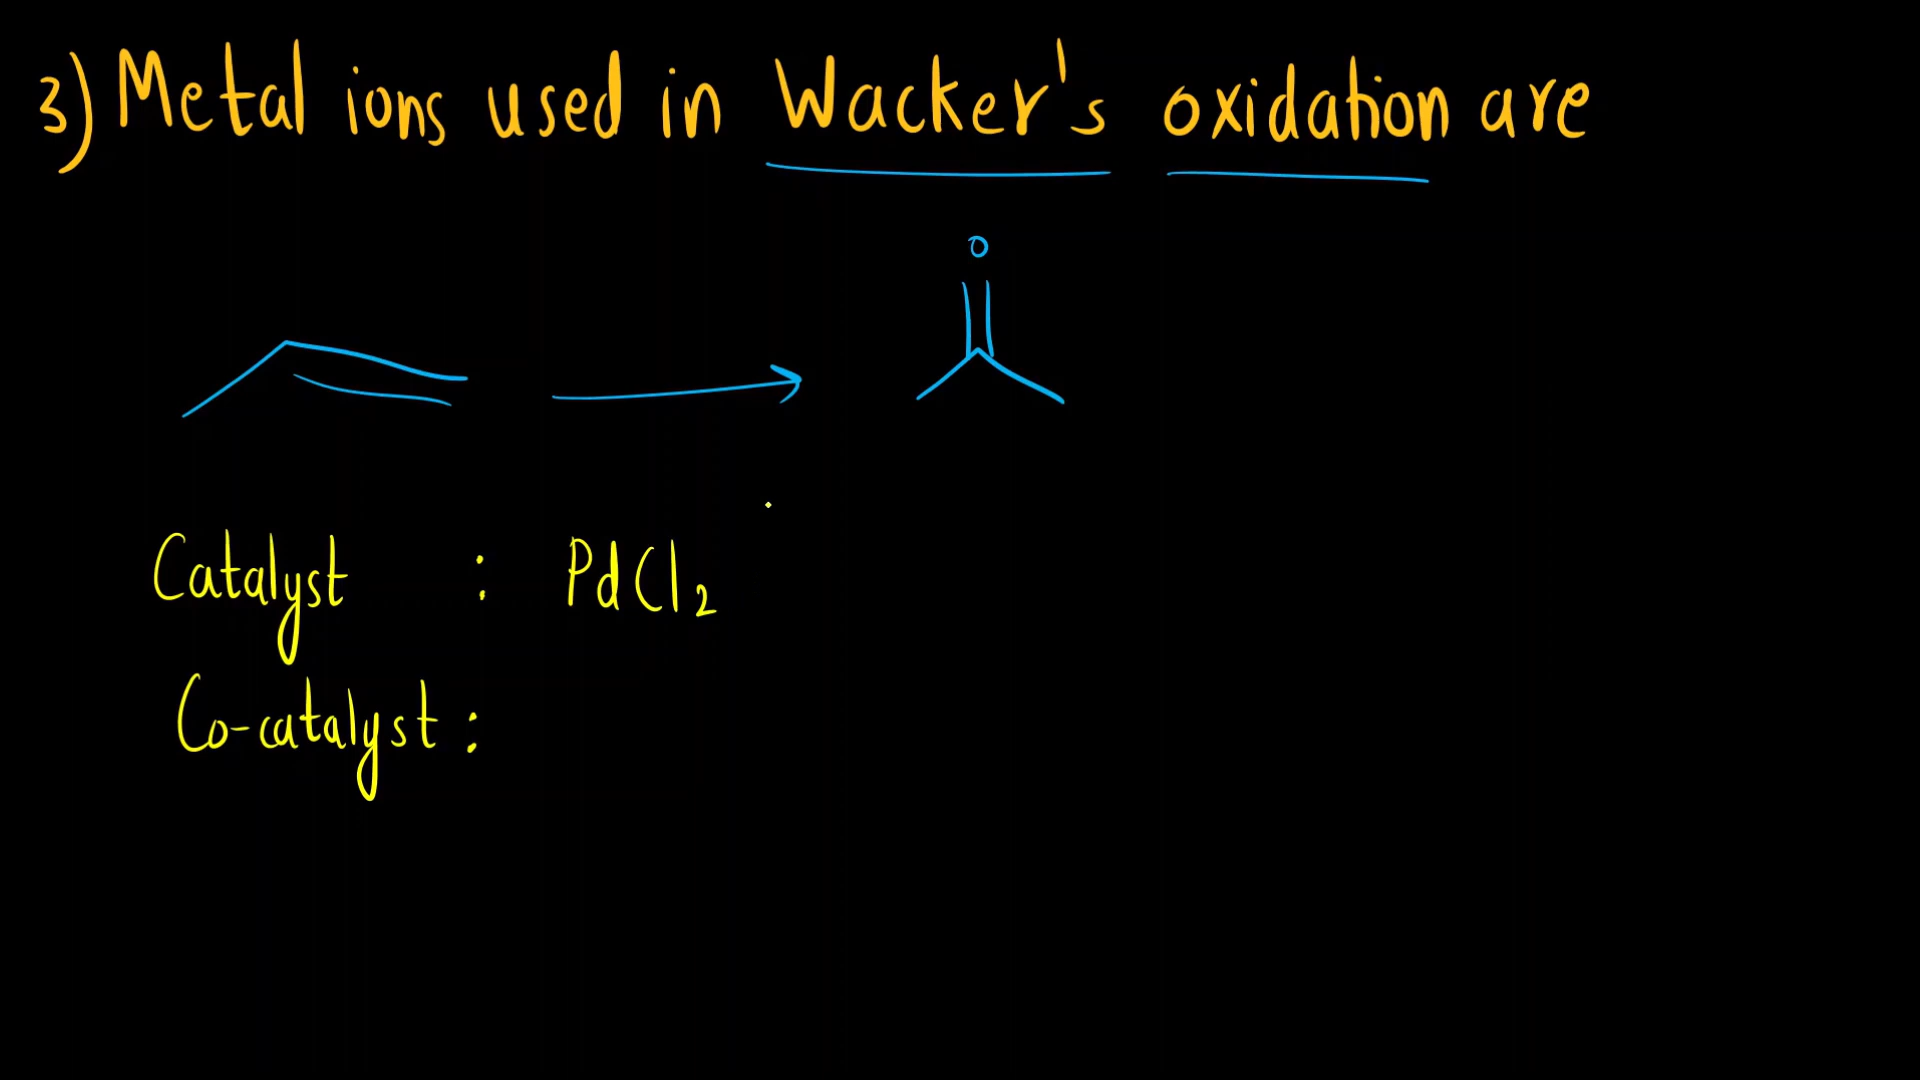 3) Metal ions used in Wacker's oxidation are
O
Catalyst : PdCl₂
Co-catalyst :